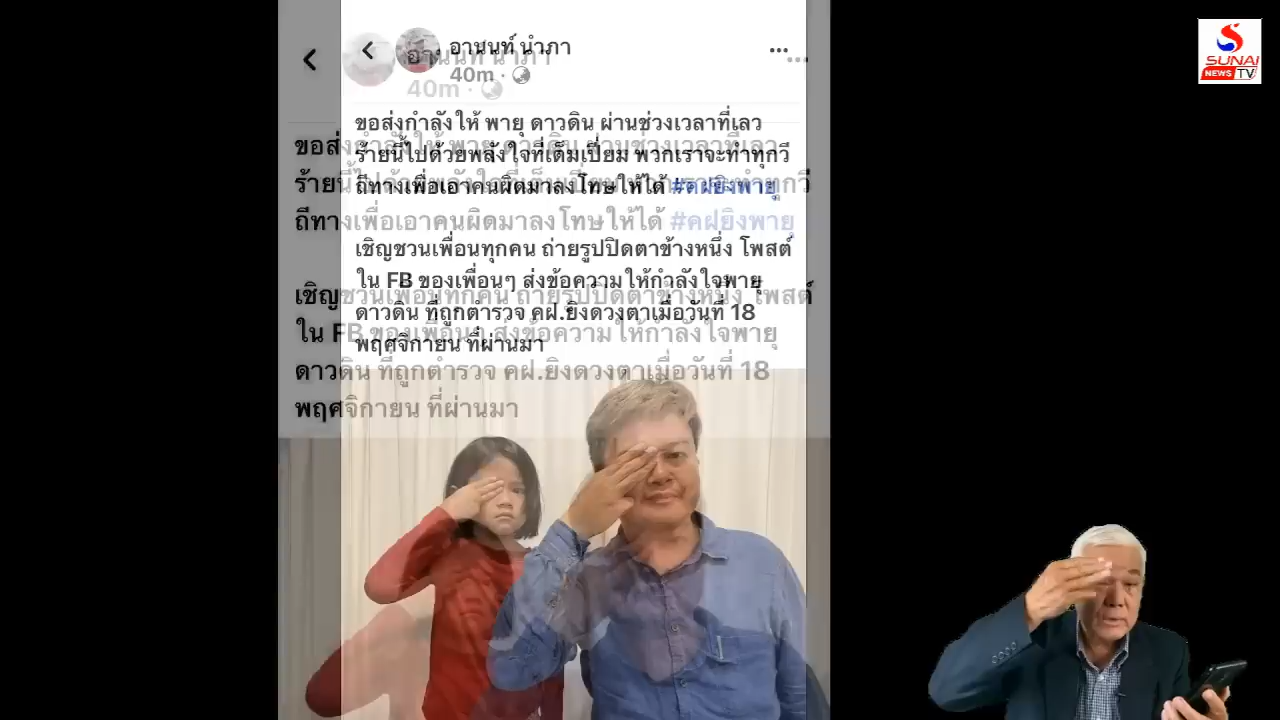 อานนท์ นำภา
40m
ขอส่งกำลังให้ พายุ ดาวดิน ผ่านช่วงเวลาที่เลว
ร้ายนี้ไปด้วยพลังใจที่เต็มเปี่ยม พวกเราจะทำทุกวิ
ถีทางเพื่อเอาคนผิดมาลงโทษให้ได้ #คฝยิงพายุ
เชิญชวนเพื่อนทุกคน ถ่ายรูปปิดตาข้างหนึ่ง โพสต์
ใน FB ของเพื่อนๆ ส่งข้อความให้กำลังใจพายุ
ดาวดิน ที่ถูกตำรวจ คฝ.ยิงดวงตาเมื่อวันที่ 18
พฤศจิกายน ที่ผ่านมา
SUNAI
NEWS TV